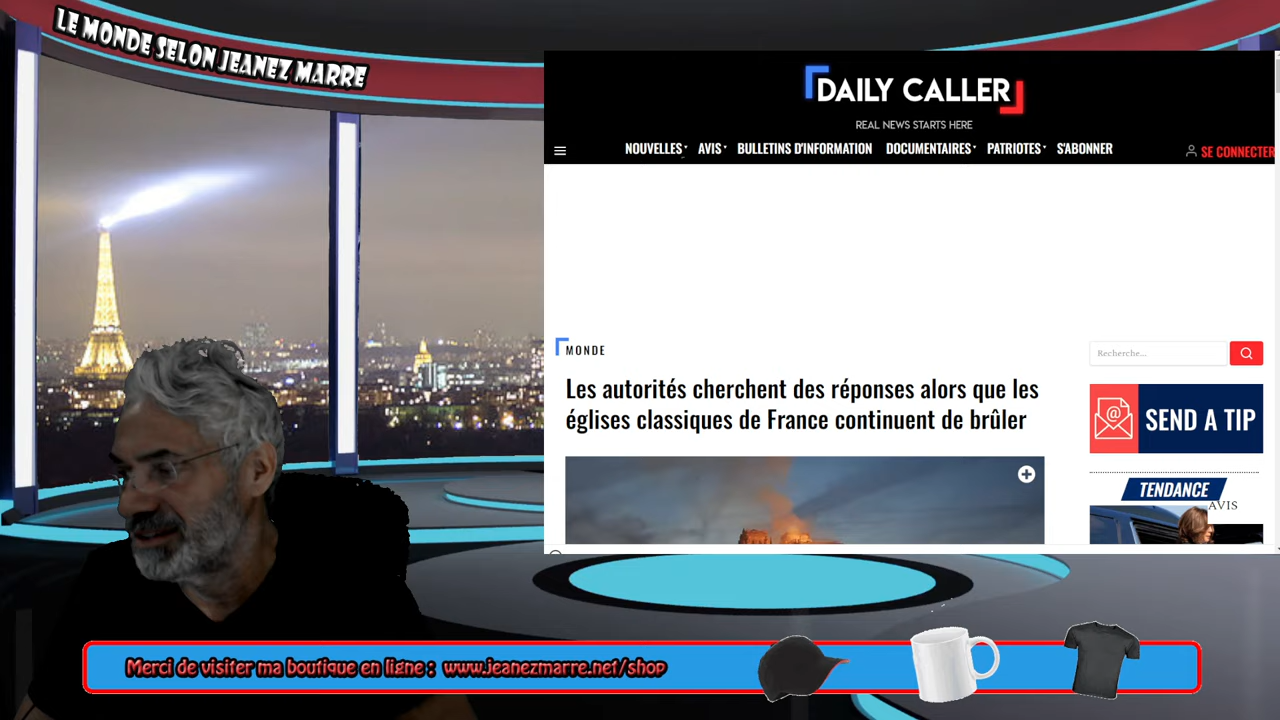 LE MONDE SELON JEANEZ MARRE
DAILY CALLER
REAL NEWS STARTS HERE
NOUVELLES AVIS BULLETINS D'INFORMATION DOCUMENTAIRES PATRIOTES S'ABONNER
SE CONNECTER
MONDE
Recherche...
Les autorités cherchent des réponses alors que les
églises classiques de France continuent de brûler
SEND A TIP
TENDANCE
AVIS
Merci de visiter ma boutique en ligne : www.jeanezmarre.net/shop